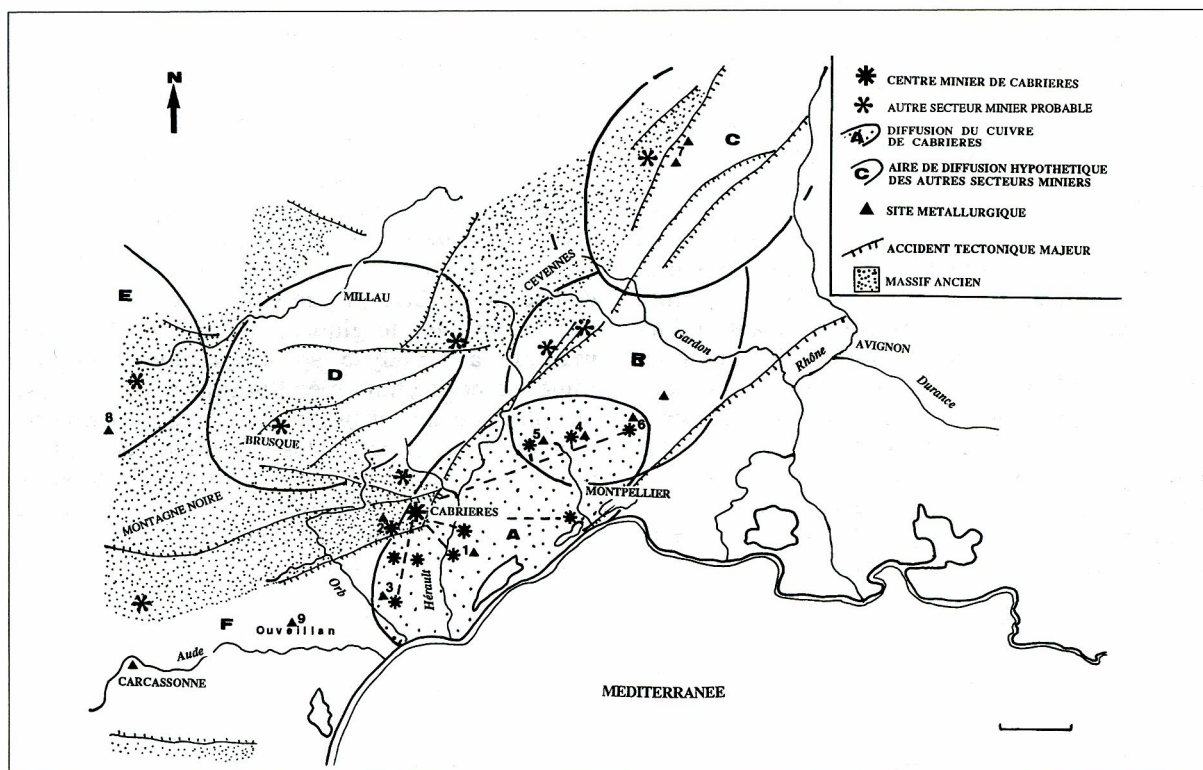 N
CENTRE MINIER DE CABRIERES
AUTRE SECTEUR MINIER PROBABLE
A
DIFFUSION DU CUIVRE
DE CABRIERES
C
AIRE DE DIFFUSION HYPOTHETIQUE
DES AUTRES SECTEURS MINIERS
SITE METALLURGIQUE
ACCIDENT TECTONIQUE MAJEUR
MASSIF ANCIEN
C
7
CEVENNES
E
MILLAU
Gardon
B
Rhône
AVIGNON
Durance
D
8
BRUSQUE
5
4
6
MONTPELLIER
MONTAGNE NOIRE
CABRIERES
A
1
Orb
Hérault
3
F
9
Ouveillan
Aude
CARCASSONNE
MEDITERRANEE